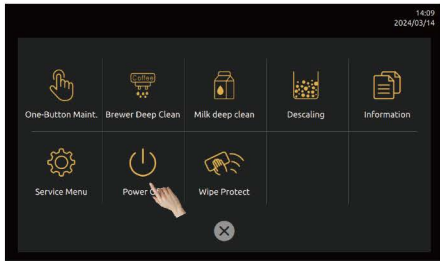 14:09
2024/03/14
Coffee
One-Button Maint.
Brewer Deep Clean
Milk deep clean
Descaling
Information
Service Menu
Power
Wipe Protect